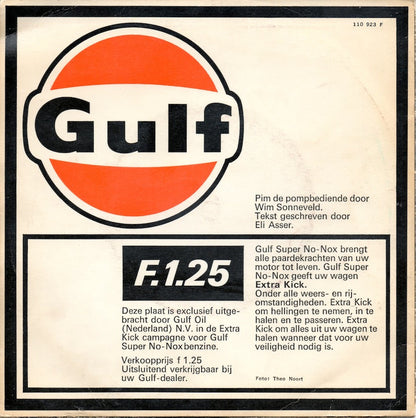 110 923 F
Gulf
Pim de pompbediende door
Wim Sonneveld.
Tekst geschreven door
Eli Asser.
F.1.25
Deze plaat is exclusief uitge-
bracht door Gulf Oil
(Nederland) N.V. in de Extra
Kick campagne voor Gulf
Super No-Noxbenzine.
Verkoopprijs f 1.25
Uitsluitend verkrijgbaar bij
uw Gulf-dealer.
Gulf Super No-Nox brengt
alle paardekrachten van uw
motor tot leven. Gulf Super
No-Nox geeft uw wagen
Extra Kick.
Onder alle weers- en rij-
omstandigheden. Extra Kick
om hellingen te nemen, in te
halen en te passeren. Extra
Kick om alles uit uw wagen te
halen wanneer dat voor uw
veiligheid nodig is.
Foto: Theo Noort